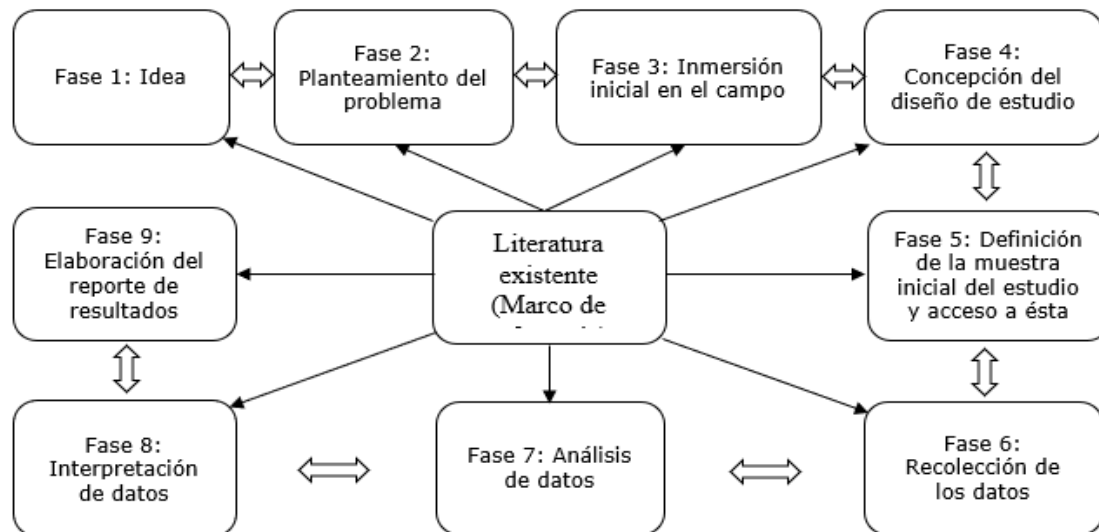 Fase 1: Idea
Fase 2:
Planteamiento del
problema
Fase 3: Inmersión
inicial en el campo
Fase 4:
Concepción del
diseño de estudio
Fase 9:
Elaboración del
reporte de
resultados
Literatura
existente
(Marco de
Fase 5: Definición
de la muestra
inicial del estudio
y acceso a ésta
Fase 8:
Interpretación
de datos
Fase 7: Análisis
de datos
Fase 6:
Recolección de
los datos